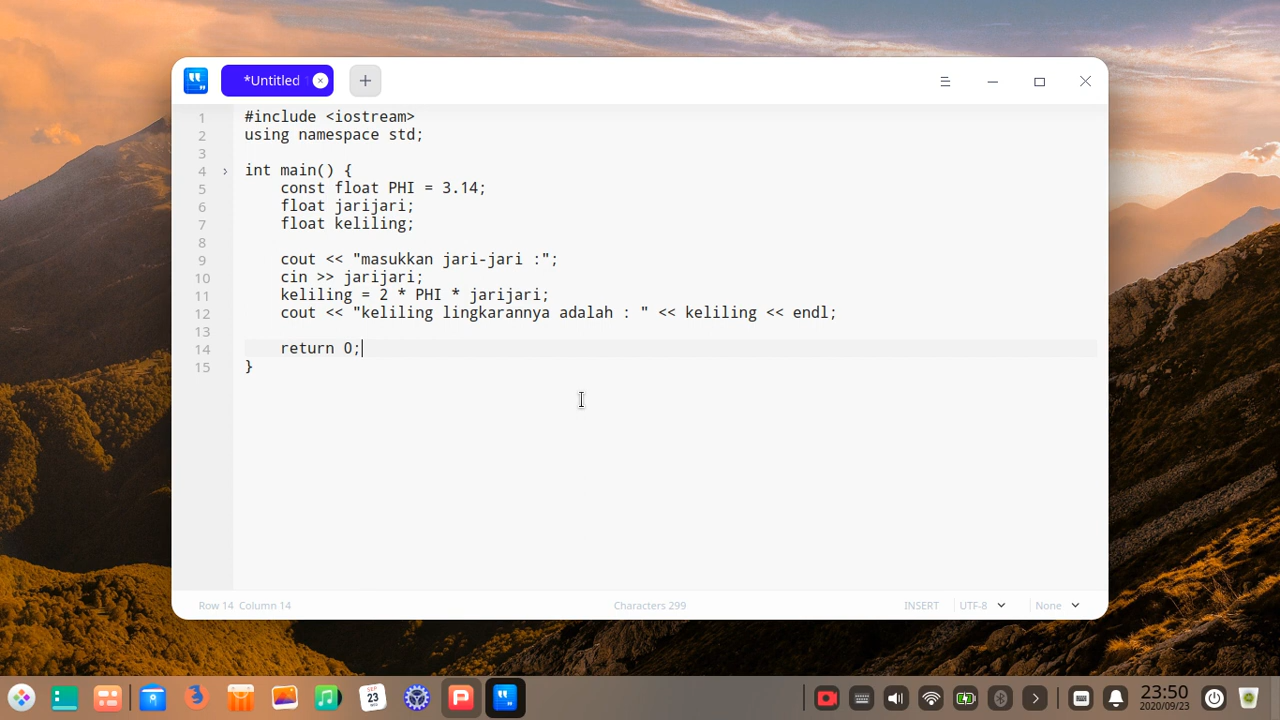 *Untitled
1 #include <iostream>
2 using namespace std;
3
4 int main() {
5     const float PHI = 3.14;
6     float jarijari;
7     float keliling;
8
9     cout << "masukkan jari-jari :";
10     cin >> jarijari;
11     keliling = 2 * PHI * jarijari;
12     cout << "keliling lingkarannya adalah : " << keliling << endl;
13
14     return 0;
15 }
Row 14 Column 14 Characters 299 INSERT UTF-8 None
SEP
23
23:50
2020/09/23